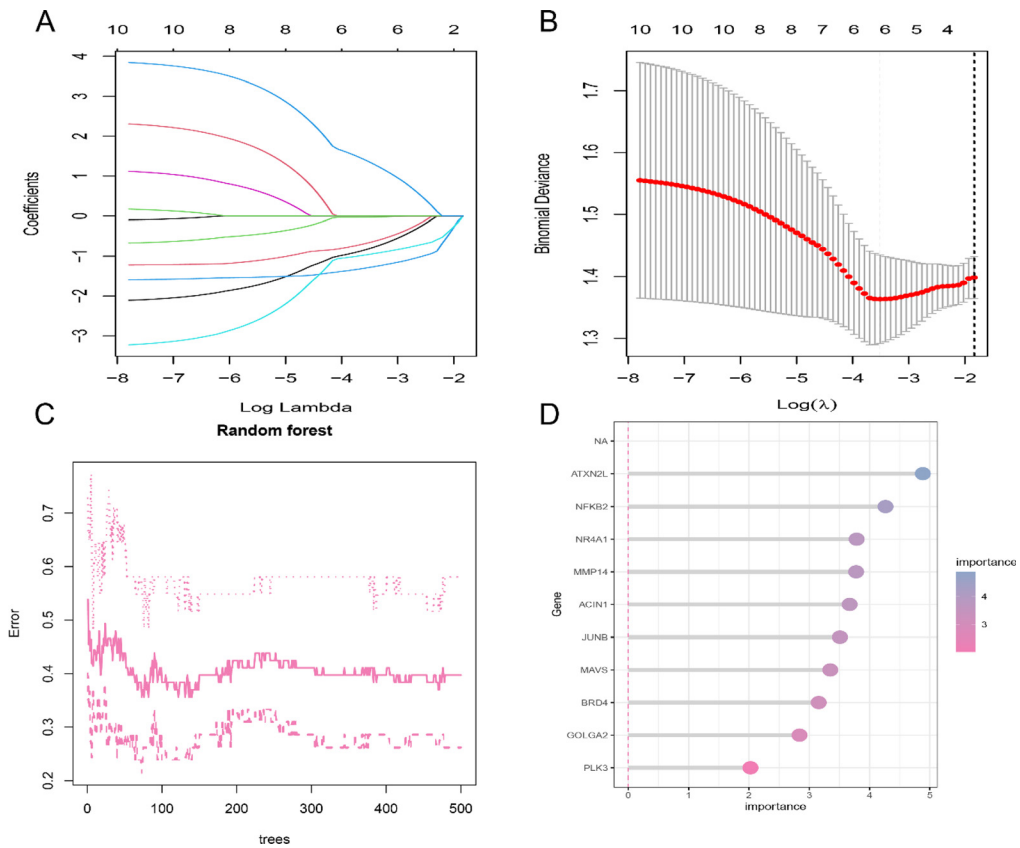 A
10 10 8 8 6 6 2
Coefficients
4
3
2
1
0
-1
-2
-3
-8 -7 -6 -5 -4 -3 -2
Log Lambda
B
10 10 8 8 7 6 6 5 4
Binomial Deviance
1.7
1.6
1.5
1.4
1.3
-8 -7 -6 -5 -4 -3 -2
Log(λ)
C
Random forest
Error
0.7
0.6
0.5
0.4
0.3
0.2
0 100 200 300 400 500
trees
D
Gene
NA
ATXN2L
NFKB2
NR4A1
MMP14
ACIN1
JUNB
MAVS
BRD4
GOLGA2
PLK3
0 1 2 3 4 5
importance
importance
4
3